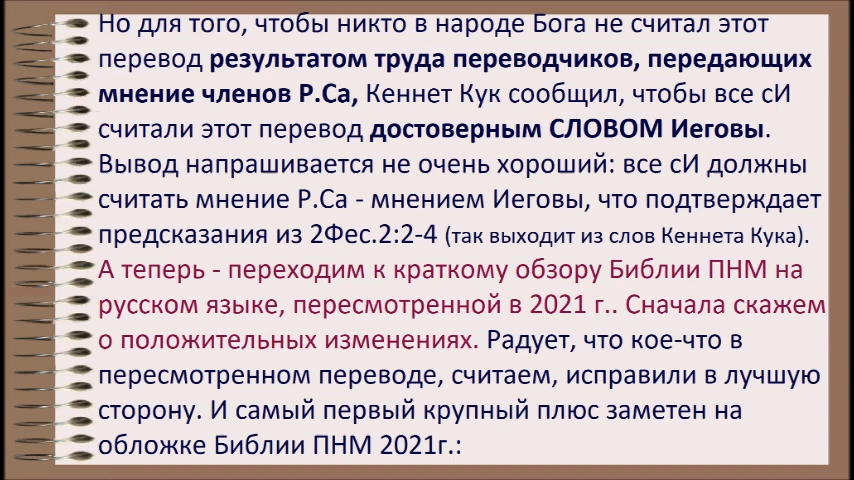 Но для того, чтобы никто в народе Бога не считал этот
перевод результатом труда переводчиков, передающих
мнение членов Р.Са, Кеннет Кук сообщил, чтобы все сИ
считали этот перевод достоверным СЛОВОМ Иеговы.
Вывод напрашивается не очень хороший: все сИ должны
считать мнение Р.Са - мнением Иеговы, что подтверждает
предсказания из 2Фес.2:2-4 (так выходит из слов Кеннета Кука).
А теперь - переходим к краткому обзору Библии ПНМ на
русском языке, пересмотренной в 2021 г.. Сначала скажем
о положительных изменениях. Радует, что кое-что в
пересмотренном переводе, считаем, исправили в лучшую
сторону. И самый первый крупный плюс заметен на
обложке Библии ПНМ 2021г.: